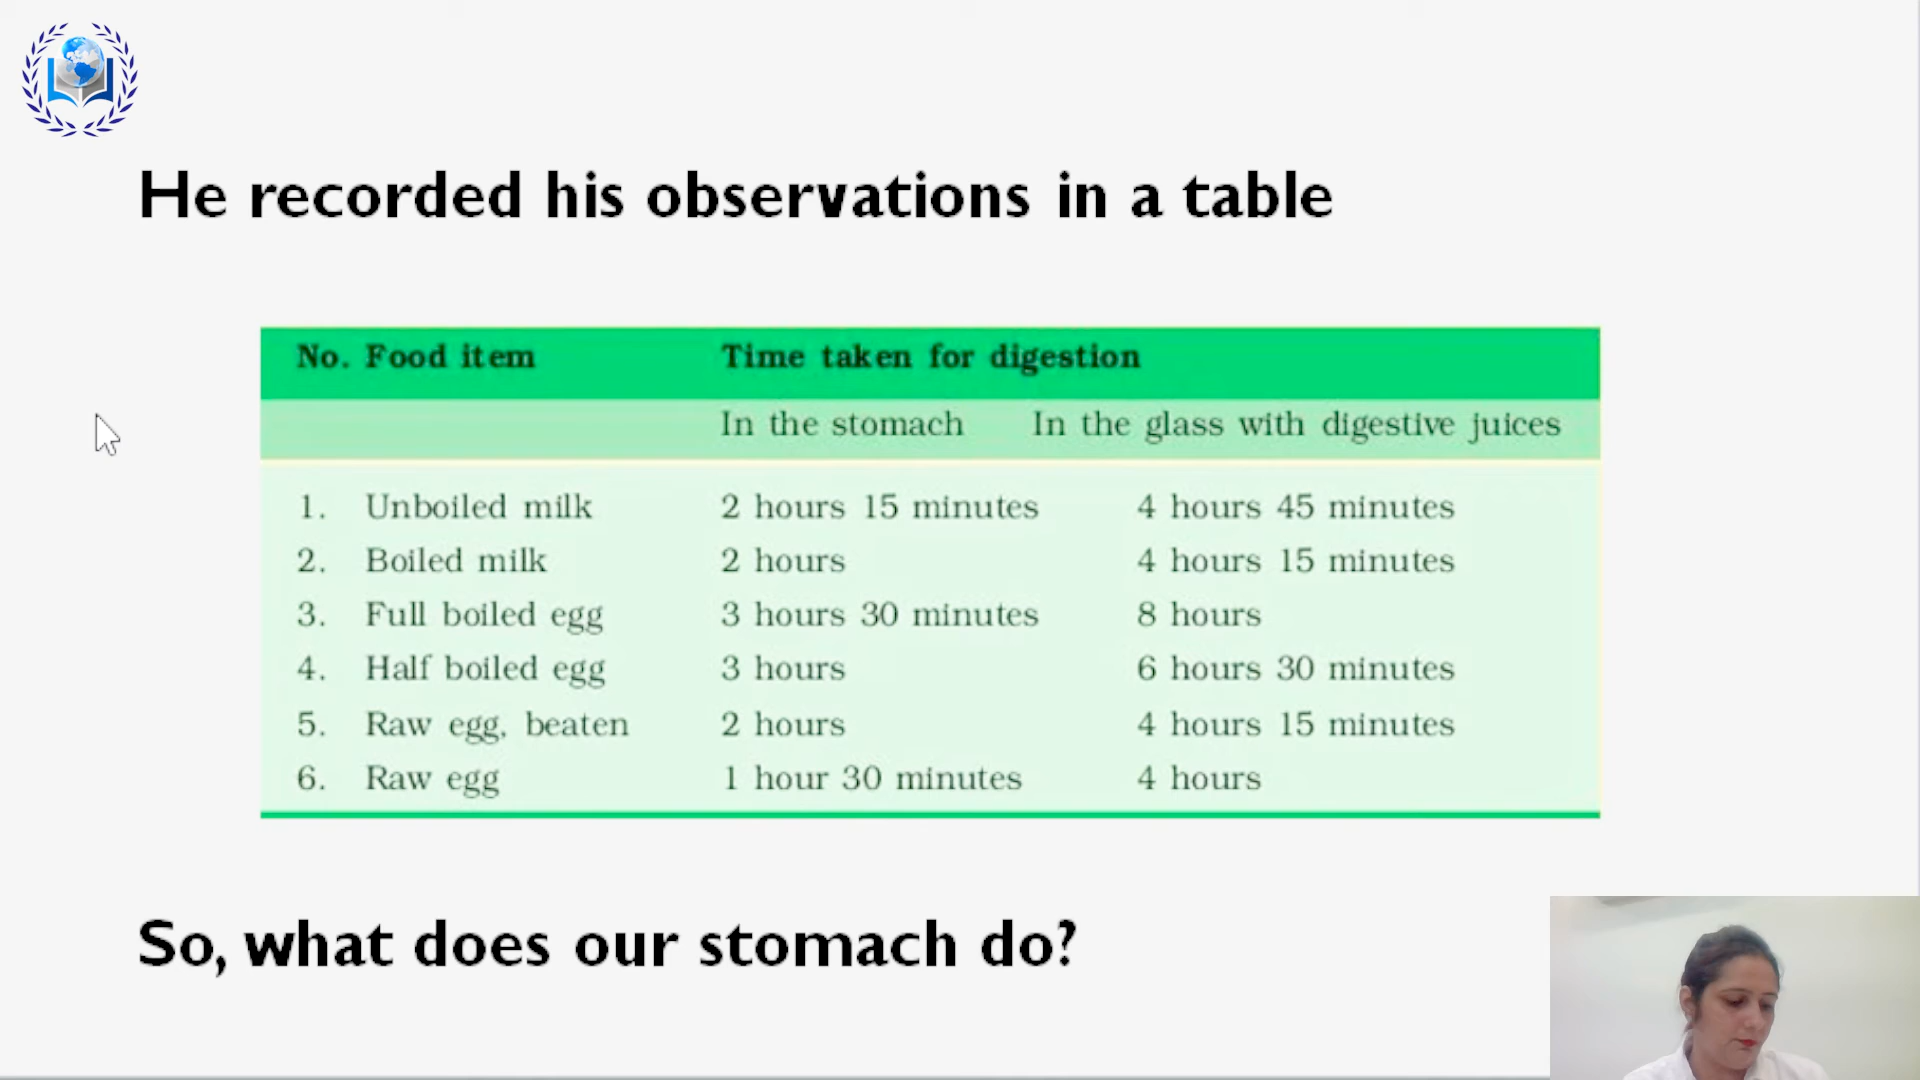 He recorded his observations in a table
No. Food item Time taken for digestion
In the stomach In the glass with digestive juices
1. Unboiled milk 2 hours 15 minutes 4 hours 45 minutes
2. Boiled milk 2 hours 4 hours 15 minutes
3. Full boiled egg 3 hours 30 minutes 8 hours
4. Half boiled egg 3 hours 6 hours 30 minutes
5. Raw egg, beaten 2 hours 4 hours 15 minutes
6. Raw egg 1 hour 30 minutes 4 hours
So, what does our stomach do?